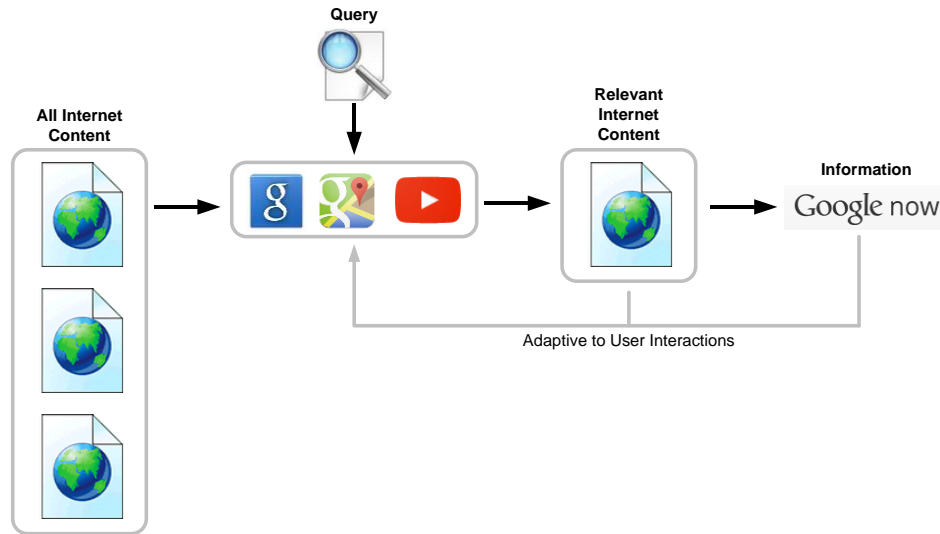 Query
All Internet
Content
g
Relevant
Internet
Content
Information
Google now
Adaptive to User Interactions